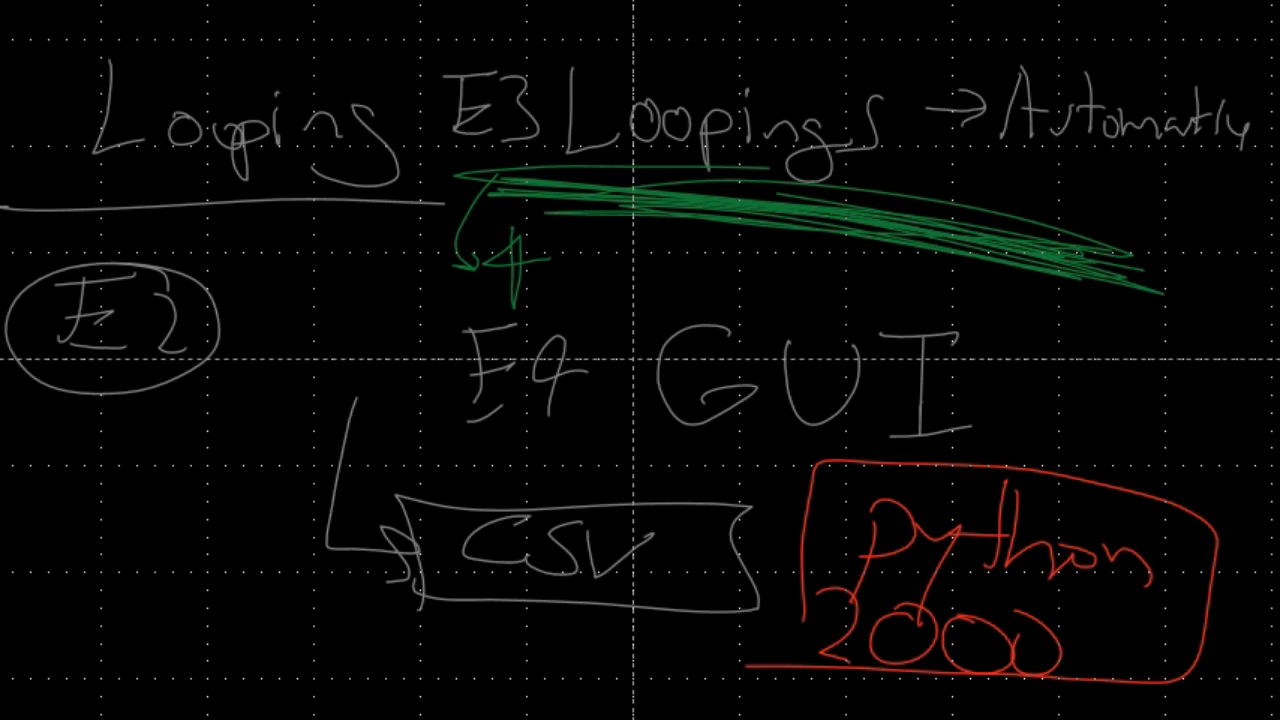 Looping E3 Loopings → Automatly
4
E2
E4 GUI
CSV
Python
2000